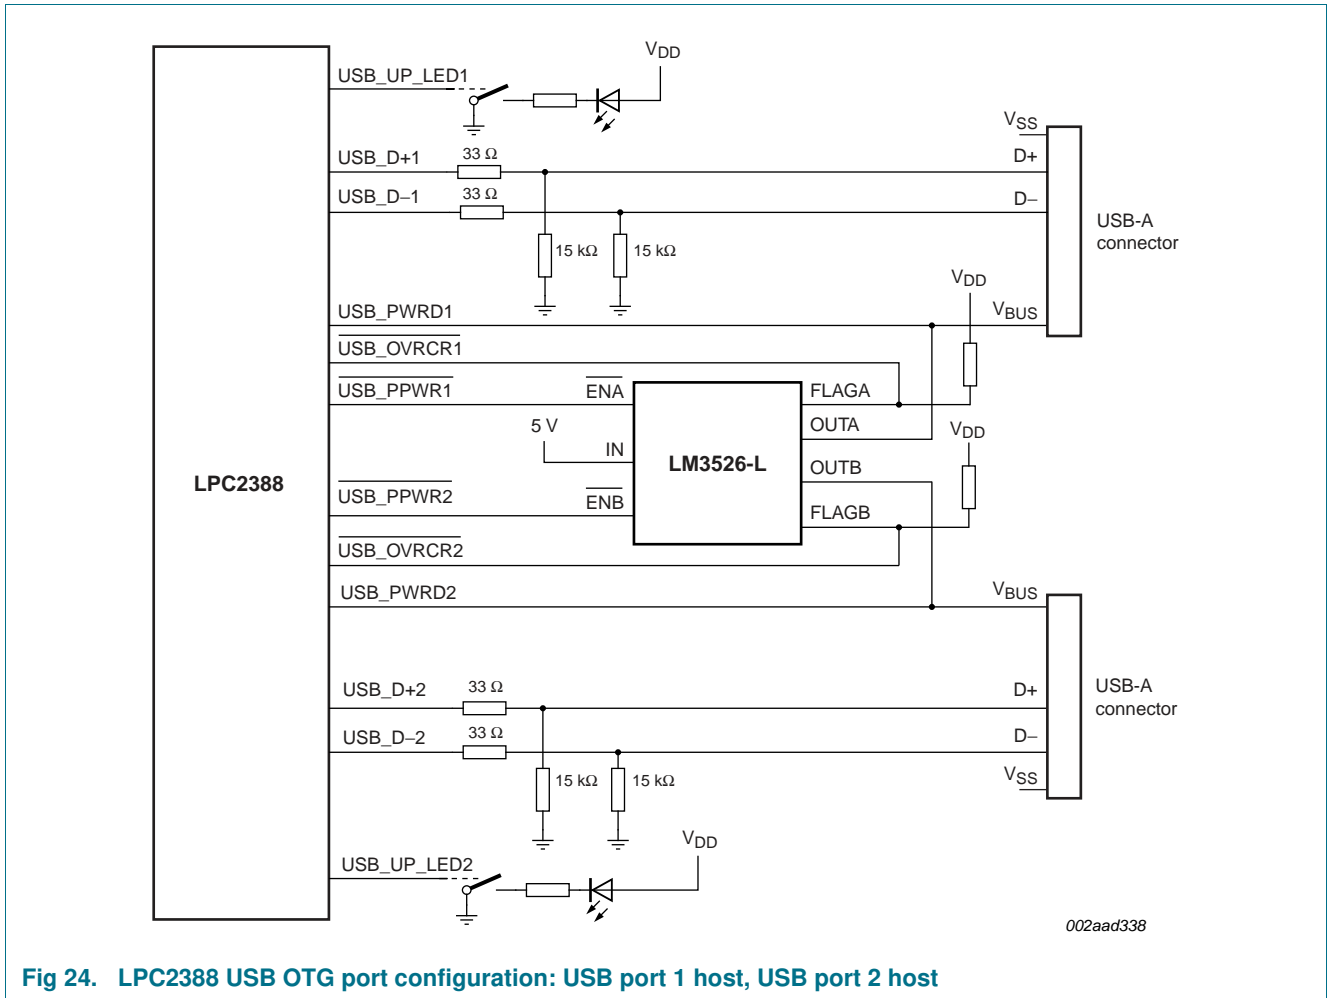 USB_UP_LED1
VDD
VSS
USB_D+1
33 Ω
D+
USB_D−1
33 Ω
D−
USB-A
connector
15 kΩ
15 kΩ
VDD
USB_PWRD1
VBUS
USB_OVRCR1
USB_PPWR1
ENA
FLAGA
5 V
OUTA
VDD
IN
LM3526-L
OUTB
LPC2388
USB_PPWR2
ENB
FLAGB
USB_OVRCR2
USB_PWRD2
VBUS
USB_D+2
33 Ω
D+
USB-A
connector
USB_D−2
33 Ω
D−
15 kΩ
15 kΩ
VSS
VDD
USB_UP_LED2
002aad338
Fig 24. LPC2388 USB OTG port configuration: USB port 1 host, USB port 2 host